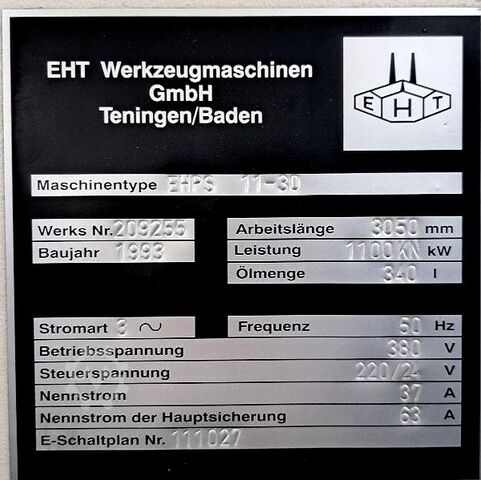 EHT Werkzeugmaschinen
GmbH
Teningen/Baden
EHT
Maschinentype EHPS 11-30
Werks Nr. 209255
Baujahr 1993
Arbeitslänge 3050 mm
Leistung 1100KN kW
Ölmenge 340 l
Stromart 3 ~
Frequenz 50 Hz
Betriebsspannung 380 V
Steuerspannung 220/24 V
Nennstrom 37 A
Nennstrom der Hauptsicherung 63 A
E-Schaltplan Nr. 111027